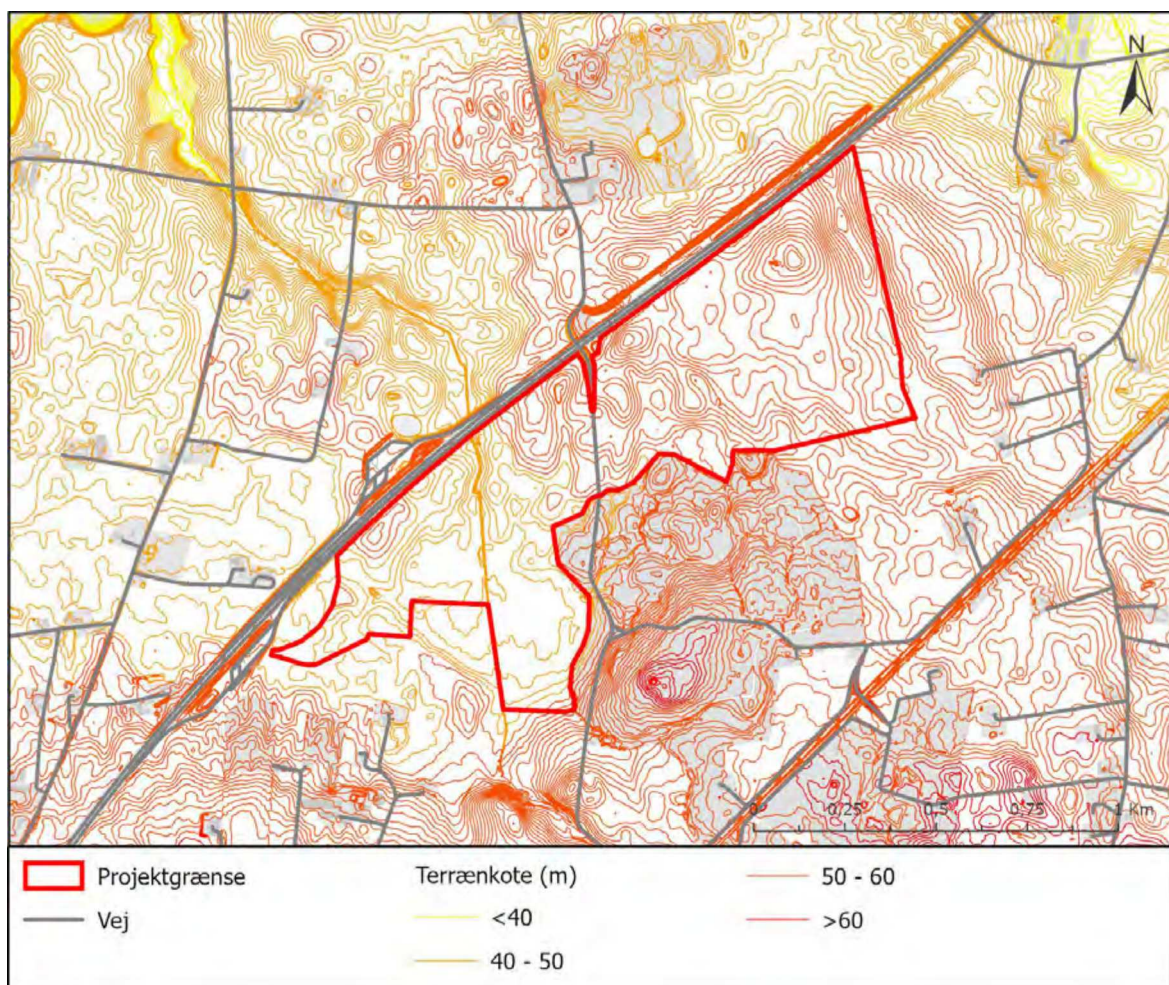 N
0 0,25 0,5 0,75 1 Km
Projektgrænse
Vej
Terrænkote (m)
<40
40 - 50
50 - 60
>60